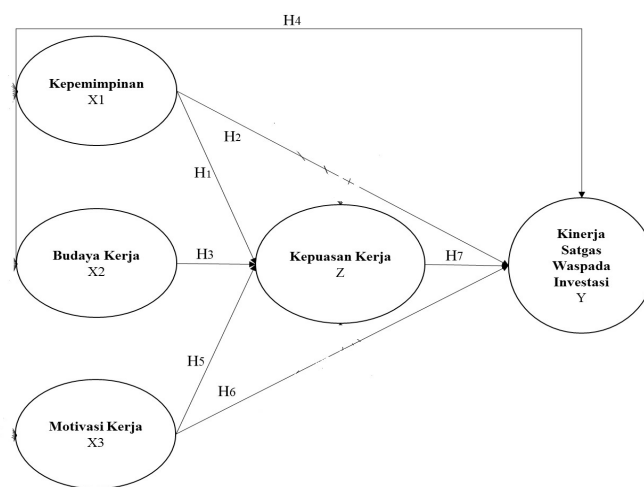 H4
Kepemimpinan
X1
H2
H1
Budaya Kerja
X2
H3
Kepuasan Kerja
Z
H7
Kinerja
Satgas
Waspada
Investasi
Y
H5
H6
Motivasi Kerja
X3